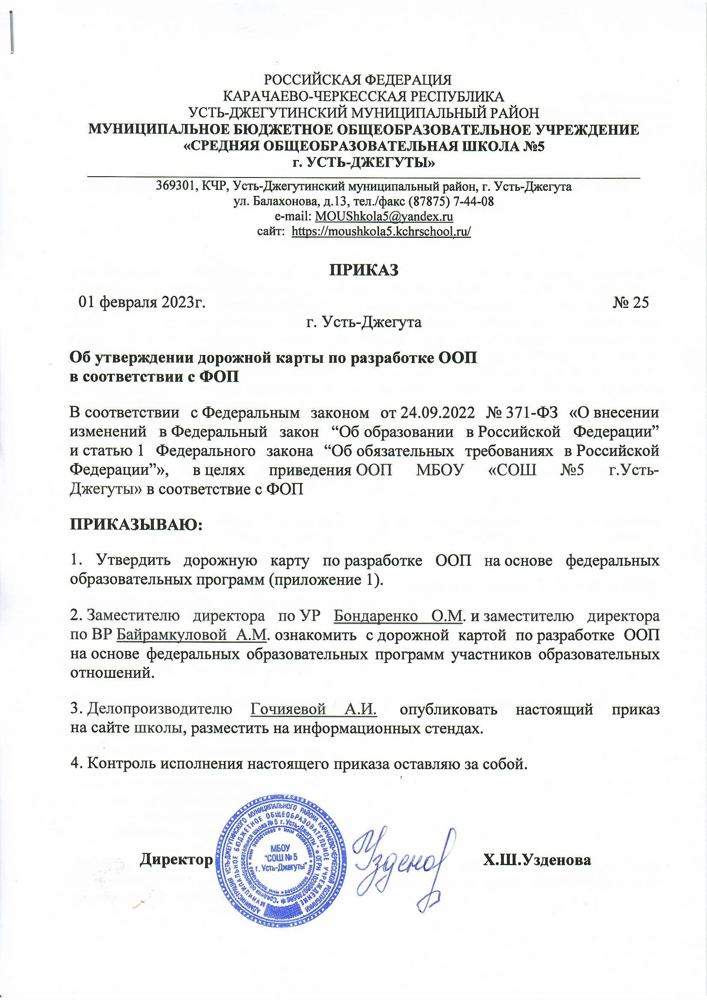 РОССИЙСКАЯ ФЕДЕРАЦИЯ
КАРАЧАЕВО-ЧЕРКЕССКАЯ РЕСПУБЛИКА
УСТЬ-ДЖЕГУТИНСКИЙ МУНИЦИПАЛЬНЫЙ РАЙОН
МУНИЦИПАЛЬНОЕ БЮДЖЕТНОЕ ОБЩЕОБРАЗОВАТЕЛЬНОЕ УЧРЕЖДЕНИЕ
«СРЕДНЯЯ ОБЩЕОБРАЗОВАТЕЛЬНАЯ ШКОЛА №5
г. УСТЬ-ДЖЕГУТЫ»
369301, КЧР, Усть-Джегутинский муниципальный район, г. Усть-Джегута
ул. Балахонова, д.13, тел./факс (87875) 7-44-08
e-mail: MOUShkola5@yandex.ru
сайт: https://moushkola5.kchrschool.ru/
ПРИКАЗ
01 февраля 2023г. № 25
г. Усть-Джегута
Об утверждении дорожной карты по разработке ООП
в соответствии с ФОП
В соответствии с Федеральным законом от 24.09.2022 № 371-ФЗ «О внесении
изменений в Федеральный закон “Об образовании в Российской Федерации”
и статью 1 Федерального закона “Об обязательных требованиях в Российской
Федерации”», в целях приведения ООП МБОУ «СОШ №5 г.Усть-
Джегуты» в соответствие с ФОП
ПРИКАЗЫВАЮ:
1. Утвердить дорожную карту по разработке ООП на основе федеральных
образовательных программ (приложение 1).
2. Заместителю директора по УР Бондаренко О.М. и заместителю директора
по ВР Байрамкуловой А.М. ознакомить с дорожной картой по разработке ООП
на основе федеральных образовательных программ участников образовательных
отношений.
3. Делопроизводителю Гочияевой А.И. опубликовать настоящий приказ
на сайте школы, разместить на информационных стендах.
4. Контроль исполнения настоящего приказа оставляю за собой.
АДМИНИСТРАЦИЯ УСТЬ-ДЖЕГУТИНСКОГО МУНИЦИПАЛЬНОГО РАЙОНА КАРАЧАЕВО-ЧЕРКЕССКОЙ РЕСПУБЛИКИ
МУНИЦИПАЛЬНОЕ БЮДЖЕТНОЕ ОБЩЕОБРАЗОВАТЕЛЬНОЕ УЧРЕЖДЕНИЕ
"Средняя общеобразовательная школа № 5 г. Усть-Джегуты"
МБОУ
"СОШ № 5
г. Усть-Джегуты"
Директор Узденов Х.Ш.Узденова